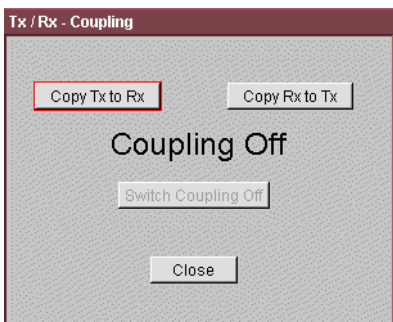 Tx / Rx - Coupling
Copy Tx to Rx Copy Rx to Tx
Coupling Off
Switch Coupling Off
Close